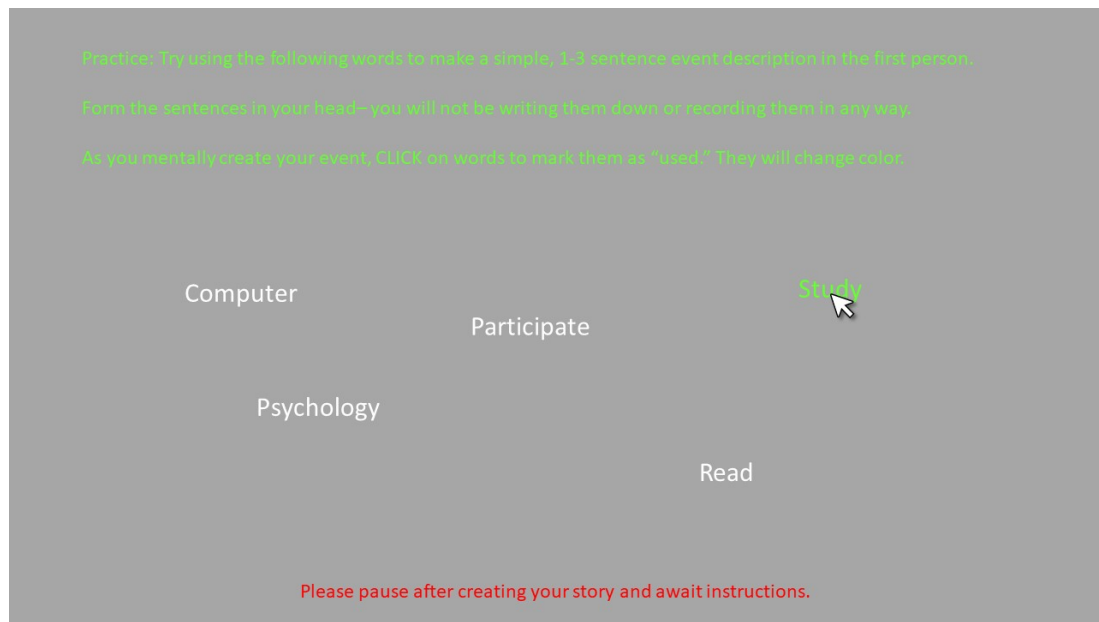 Practice: Try using the following words to make a simple, 1-3 sentence event description in the first person.
Form the sentences in your head– you will not be writing them down or recording them in any way.
As you mentally create your event, CLICK on words to mark them as “used.” They will change color.
Computer
Study
Participate
Psychology
Read
Please pause after creating your story and await instructions.